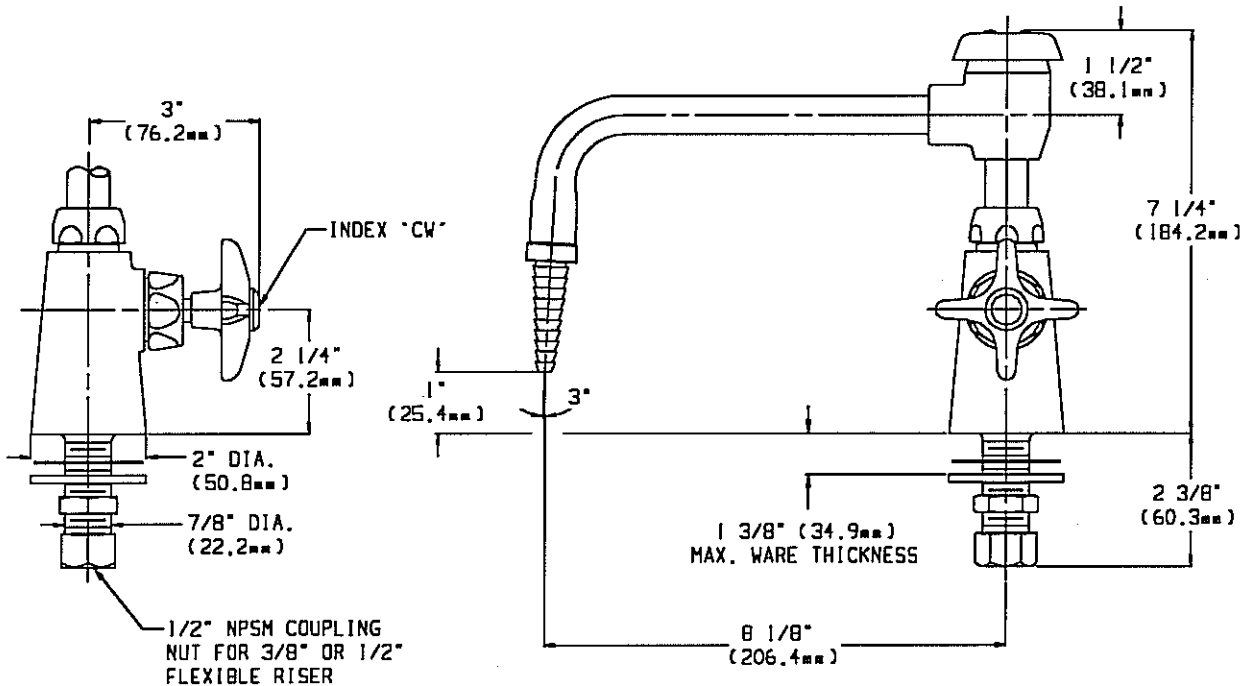 3"
(76.2mm)
INDEX "CW"
2 1/4"
(57.2mm)
2" DIA.
(50.8mm)
7/8" DIA.
(22.2mm)
1/2" NPSM COUPLING
NUT FOR 3/8" OR 1/2"
FLEXIBLE RISER
1 1/2"
(38.1mm)
7 1/4"
(184.2mm)
1"
(25.4mm)
3°
1 3/8" (34.9mm)
MAX. WARE THICKNESS
2 3/8"
(60.3mm)
8 1/8"
(206.4mm)